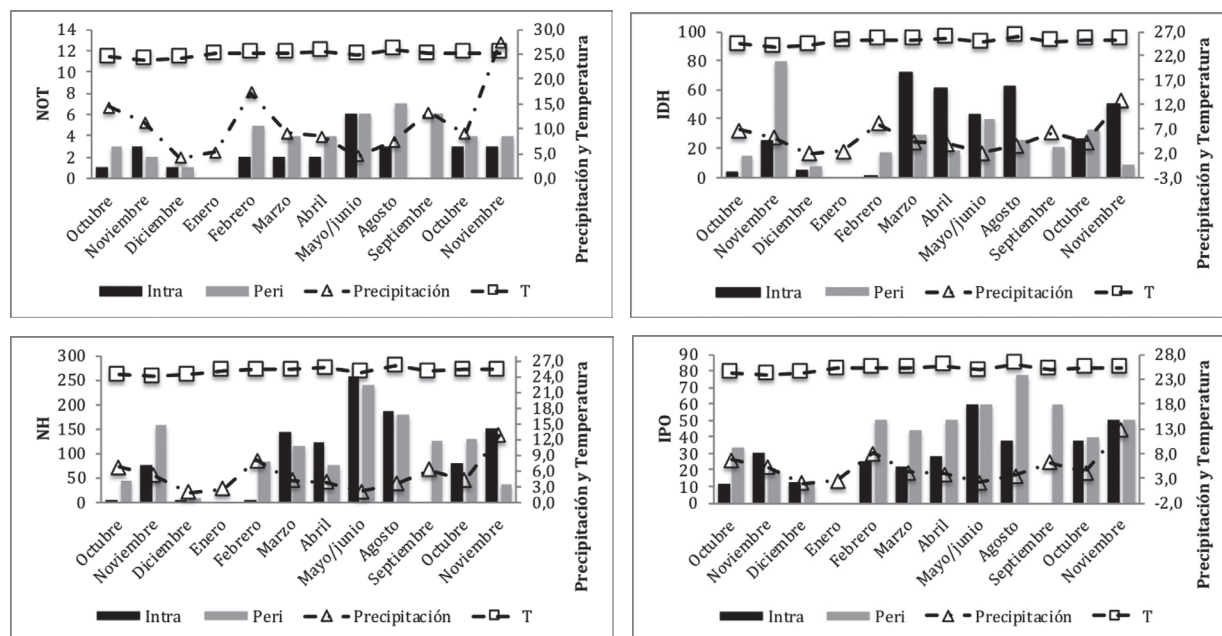 NOT
14
12
10
8
6
4
2
0
30,0
25,0
20,0
15,0
10,0
5,0
0,0
Precipitación y Temperatura
Octubre
Noviembre
Diciembre
Enero
Febrero
Marzo
Abril
Mayo/junio
Agosto
Septiembre
Octubre
Noviembre
Intra Peri Precipitación T
IDH
100
80
60
40
20
0
27,0
22,0
17,0
12,0
7,0
2,0
-3,0
Precipitación y Temperatura
Octubre
Noviembre
Diciembre
Enero
Febrero
Marzo
Abril
Mayo/junio
Agosto
Septiembre
Octubre
Noviembre
Intra Peri Precipitación T
NH
300
250
200
150
100
50
0
27,0
24,0
21,0
18,0
15,0
12,0
9,0
6,0
3,0
0,0
Precipitación y Temperatura
Octubre
Noviembre
Diciembre
Enero
Febrero
Marzo
Abril
Mayo/junio
Agosto
Septiembre
Octubre
Noviembre
Intra Peri Precipitación T
IPO
90
80
70
60
50
40
30
20
10
0
28,0
23,0
18,0
13,0
8,0
3,0
-2,0
Precipitación y Temperatura
Octubre
Noviembre
Diciembre
Enero
Febrero
Marzo
Abril
Mayo/junio
Agosto
Septiembre
Octubre
Noviembre
Intra Peri Precipitación T